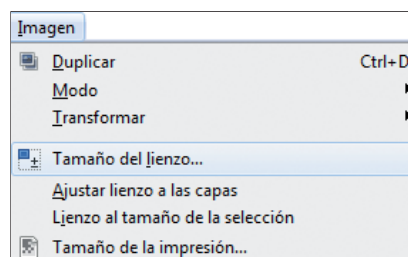 Imagen
Duplicar Ctrl+D
Modo
Transformar
Tamaño del lienzo...
Ajustar lienzo a las capas
Lienzo al tamaño de la selección
Tamaño de la impresión...